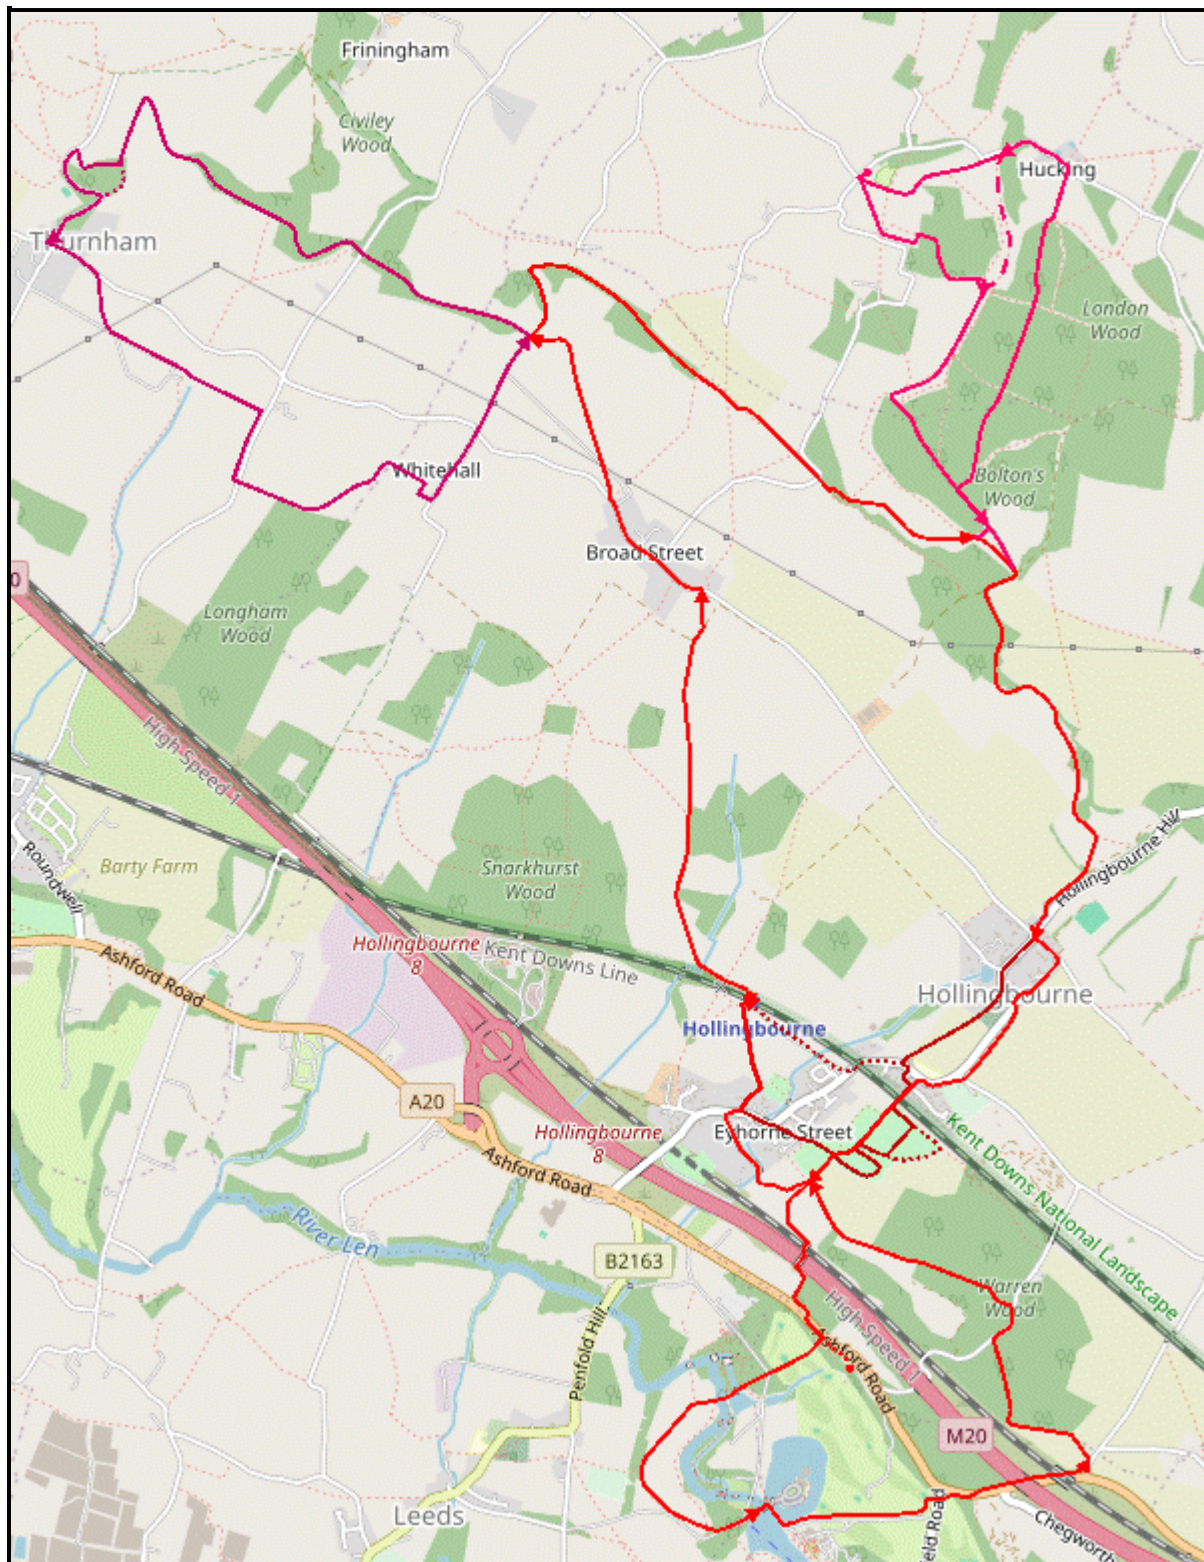 Friningham
Civiley
Wood
Hucking
Thurnham
London
Wood
Whitehall
Bolton's
Wood
Broad Street
Longham
Wood
High Speed 1
Hollingbourne Hill
Roundwell
Barty Farm
Snarkhurst
Wood
Hollingbourne
8
Kent Downs Line
Ashford Road
Hollingbourne
Hollingbourne
A20
Eyhorne Street
Hollingbourne
8
Kent Downs National Landscape
Ashford Road
River Len
B2163
Warren
Wood
High Speed 1
Ashford Road
Penfold Hill
M20
Leeds
Chegworth